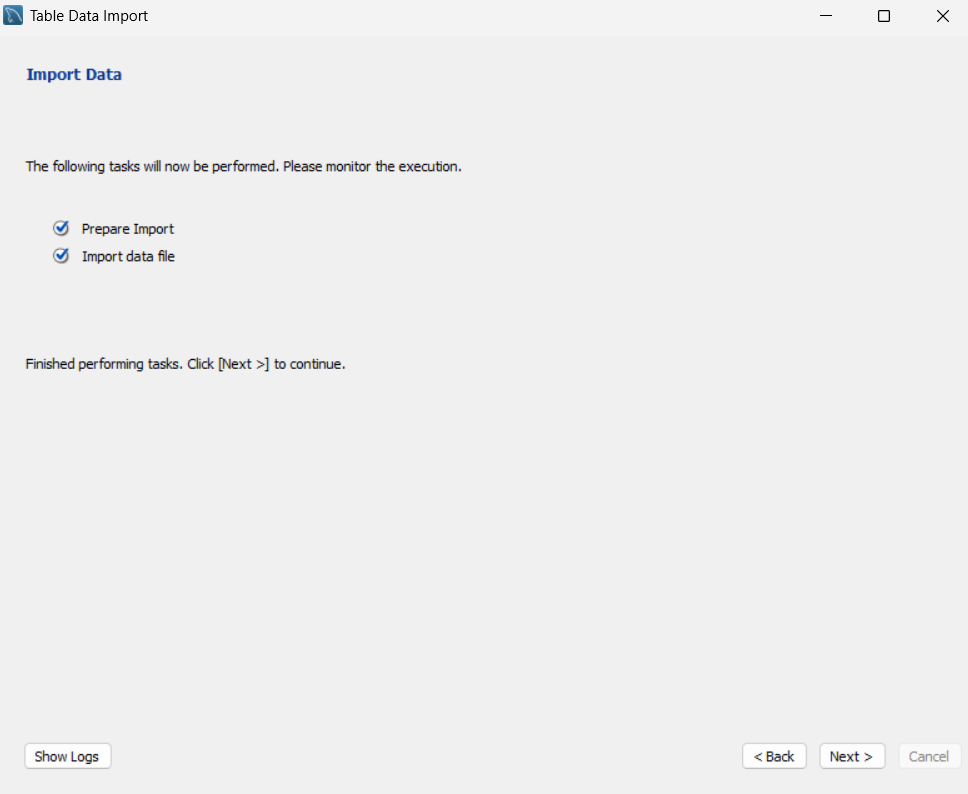 Table Data Import
Import Data
The following tasks will now be performed. Please monitor the execution.
Prepare Import
Import data file
Finished performing tasks. Click [Next >] to continue.
Show Logs
< Back
Next >
Cancel